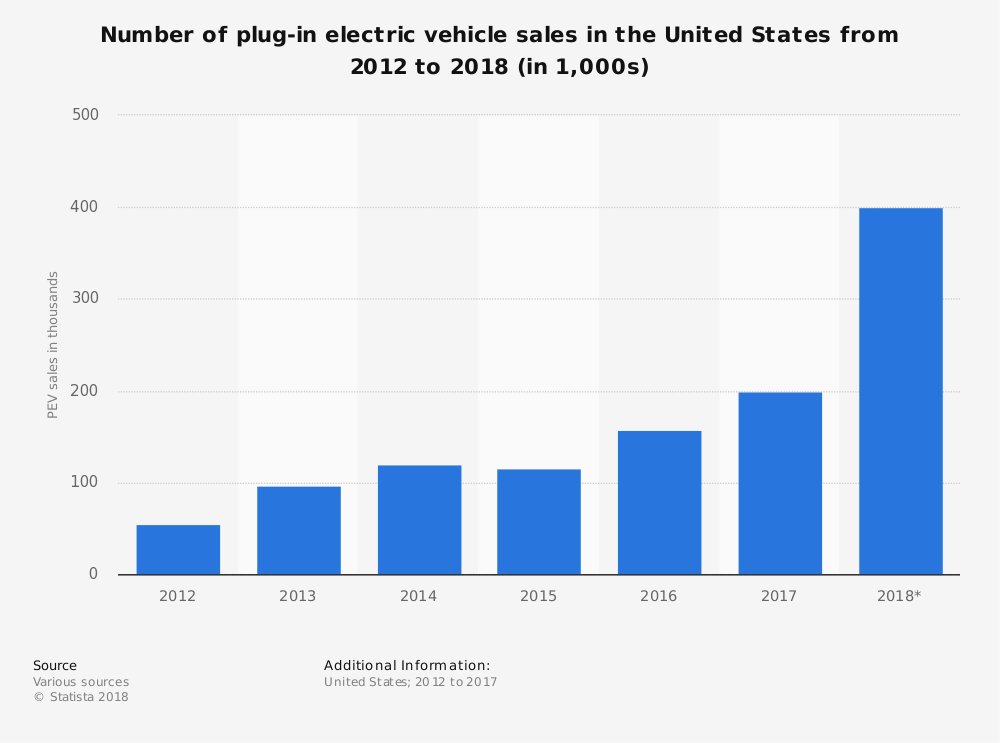 Number of plug-in electric vehicle sales in the United States from
2012 to 2018 (in 1,000s)
500
400
300
200
100
0
PEV sales in thousands
2012 2013 2014 2015 2016 2017 2018*
Source
Various sources
© Statista 2018
Additional Information:
United States; 2012 to 2017